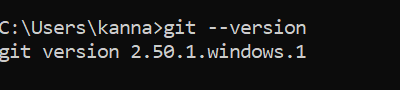 C:\Users\kanna>git --version
git version 2.50.1.windows.1